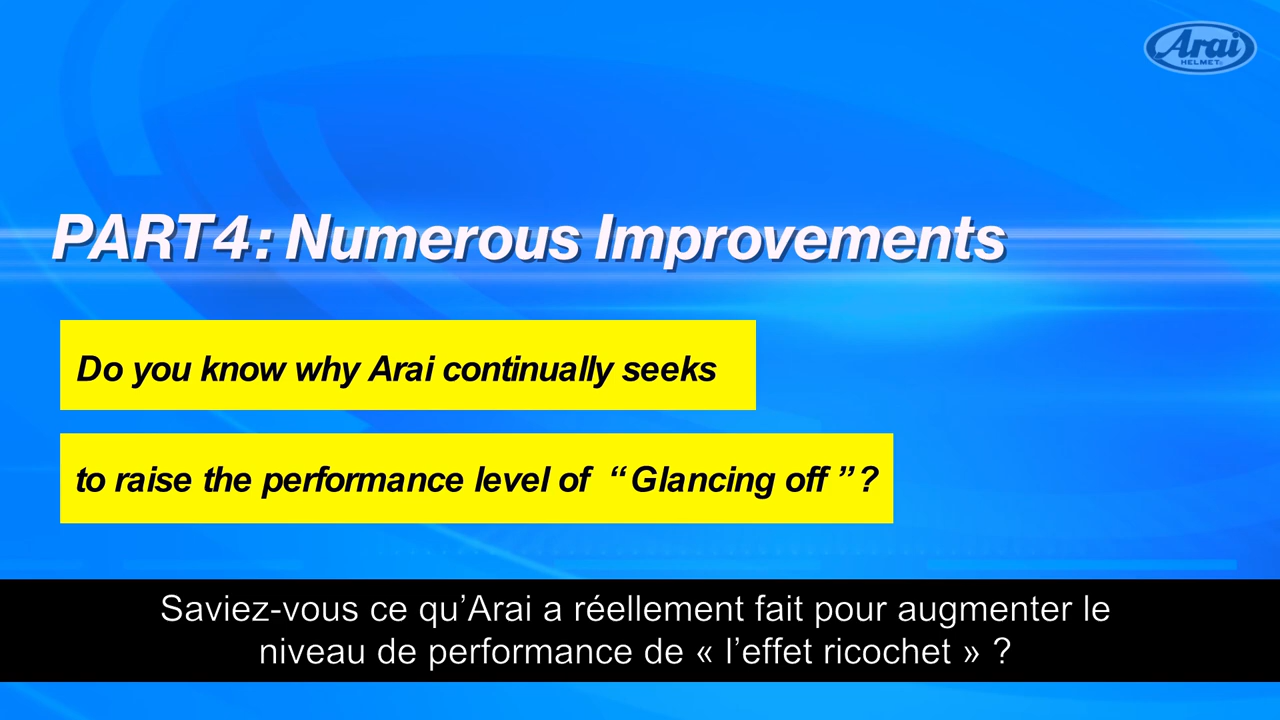 Arai
HELMET
PART4: Numerous Improvements
Do you know why Arai continually seeks
to raise the performance level of “Glancing off”?
Saviez-vous ce qu’Arai a réellement fait pour augmenter le
niveau de performance de « l’effet ricochet » ?